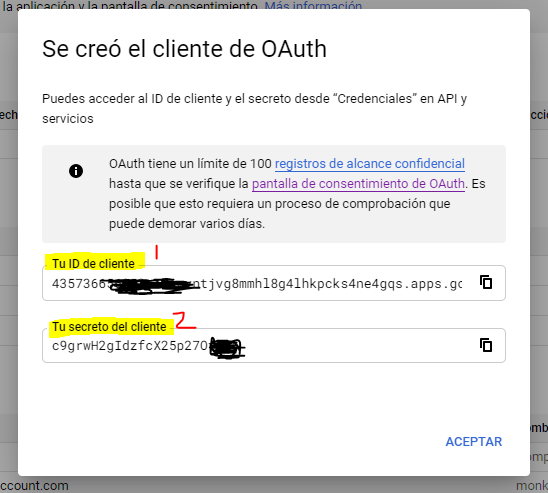 la aplicación y la pantalla de consentimiento. Más información
Se creó el cliente de OAuth
Puedes acceder al ID de cliente y el secreto desde “Credenciales” en API y
servicios
OAuth tiene un límite de 100 registros de alcance confidencial
hasta que se verifique la pantalla de consentimiento de OAuth. Es
posible que esto requiera un proceso de comprobación que
puede demorar varios días.
1
Tu ID de cliente
4357366 ntjvg8mmhl8g4lhkpcks4ne4gqs.apps.gc
Tu secreto del cliente 2
c9grwH2gIdzfcX25p27O
ACEPTAR
ccount.com
monk